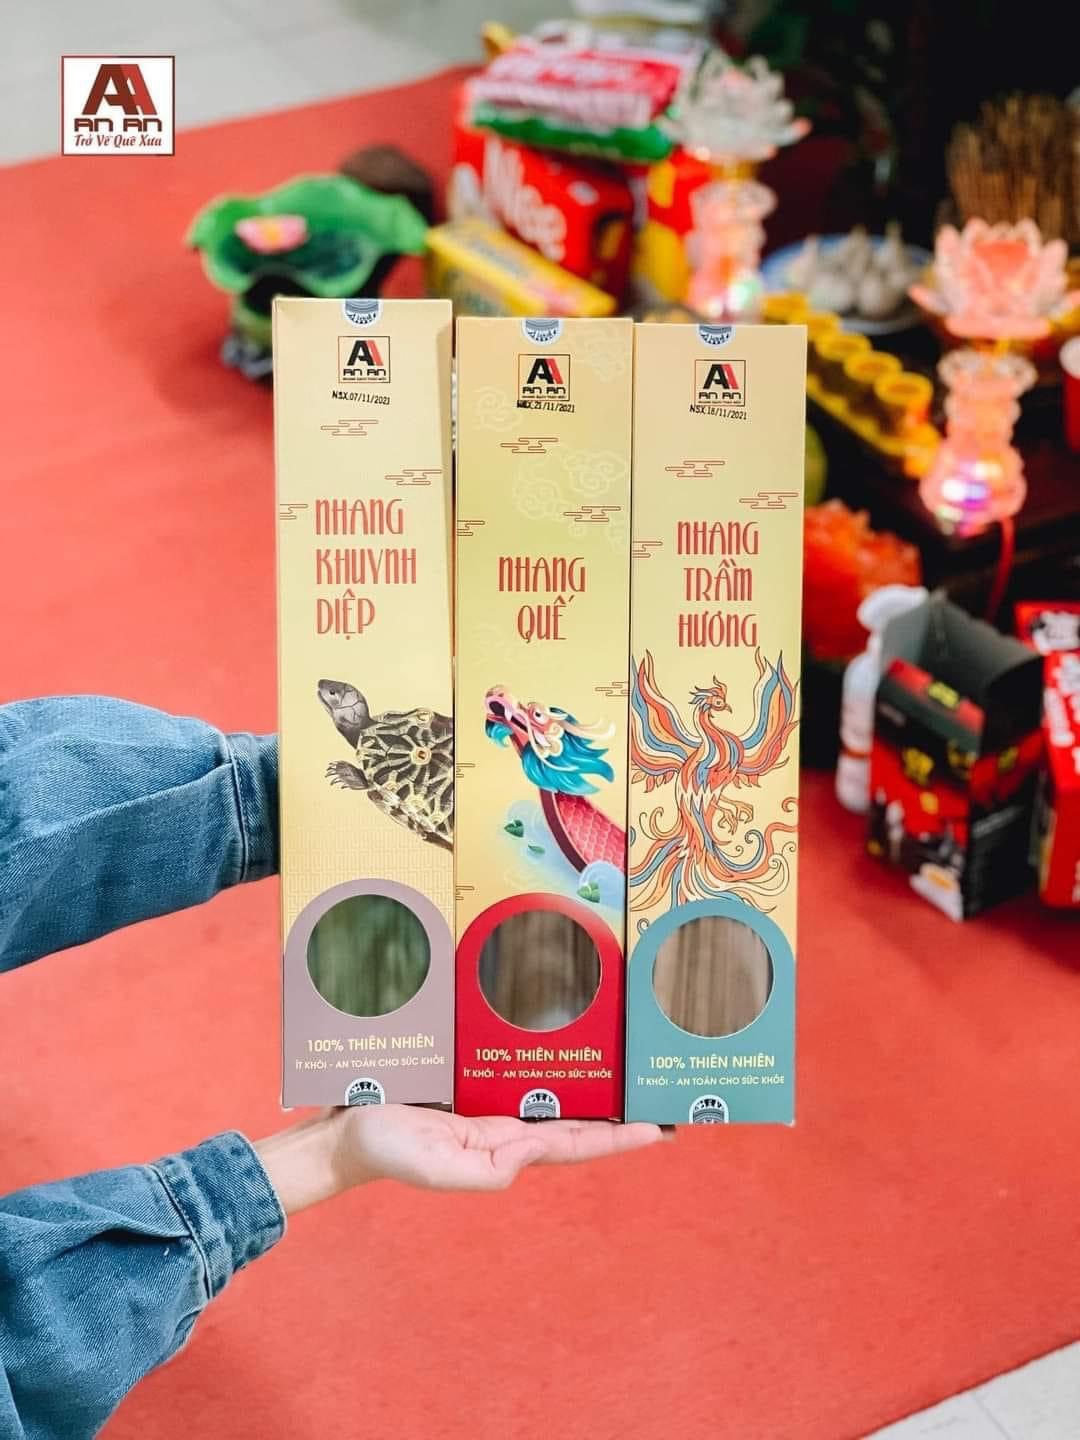 AN AN
Trở Về Quê Xưa
AN AN
NSX.07/11/2021
NHANG
KHUYNH
DIỆP
100% THIÊN NHIÊN
ÍT KHÓI - AN TOÀN CHO SỨC KHỎE
AN AN
21/11/2021
NHANG
QUẾ
100% THIÊN NHIÊN
ÍT KHÓI - AN TOÀN CHO SỨC KHỎE
AN AN
NSX.18/11/2021
NHANG
TRẦM
HƯƠNG
100% THIÊN NHIÊN
ÍT KHÓI - AN TOÀN CHO SỨC KHỎE